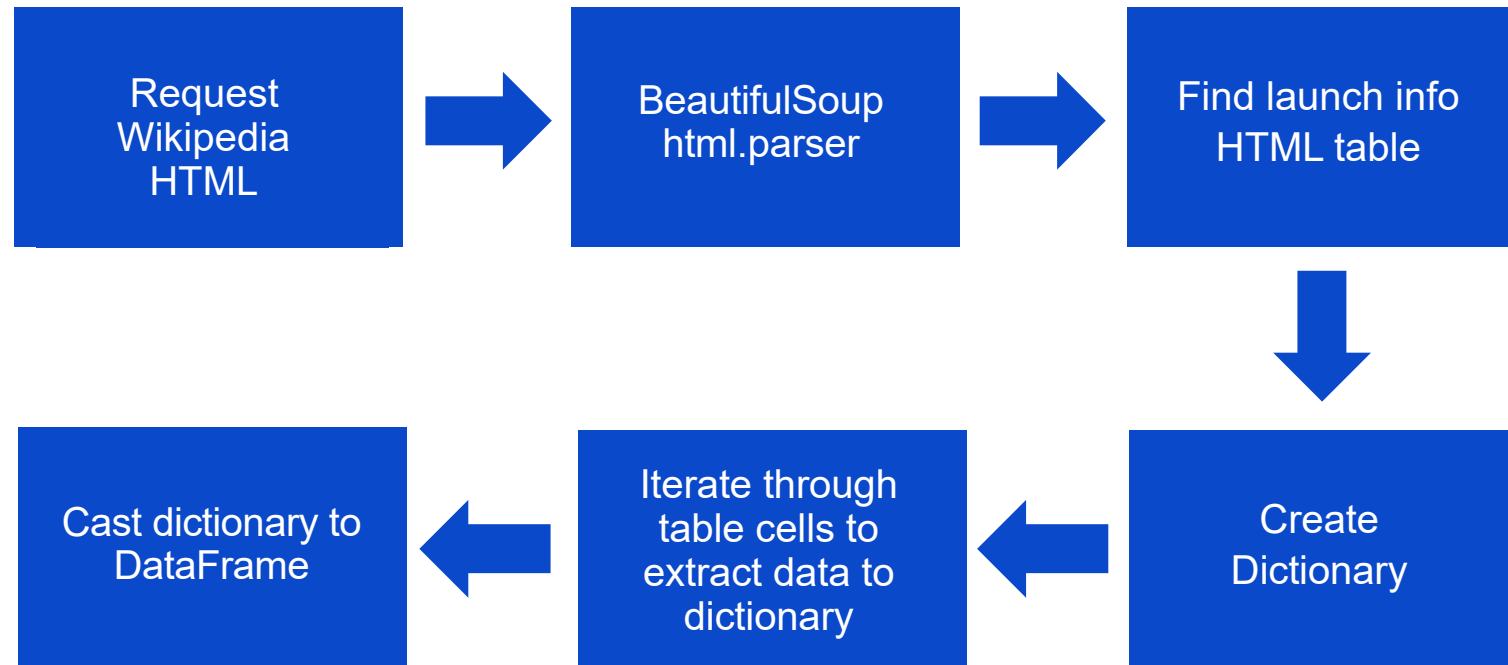 Request
Wikipedia
HTML
BeautifulSoup
html.parser
Find launch info
HTML table
Create
Dictionary
Iterate through
table cells to
extract data to
dictionary
Cast dictionary to
DataFrame